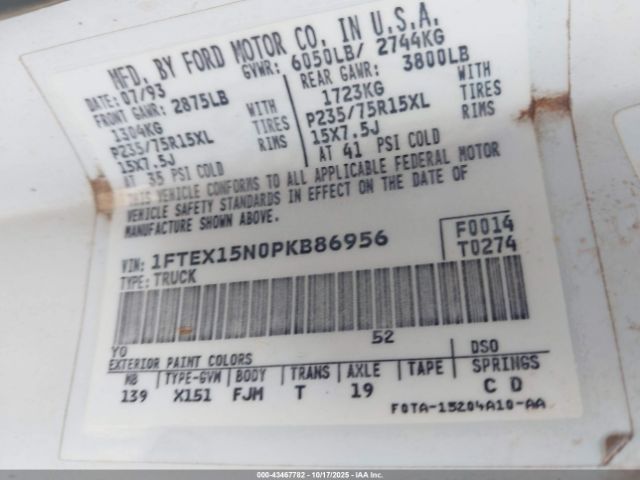 MFD. BY FORD MOTOR CO. IN U.S.A.
DATE: 07/93 GVWR: 6050LB/ 2744KG
FRONT GAWR: 2875LB REAR GAWR: 3800LB
1304KG WITH 1723KG WITH
P235/75R15XL TIRES P235/75R15XL TIRES
15X7.5J RIMS 15X7.5J RIMS
AT 35 PSI COLD AT 41 PSI COLD
THIS VEHICLE CONFORMS TO ALL APPLICABLE FEDERAL MOTOR
VEHICLE SAFETY STANDARDS IN EFFECT ON THE DATE OF
MANUFACTURE SHOWN ABOVE.
VIN: 1FTEX15N0PKB86956 F0014
TYPE: TRUCK T0274
YO 52
EXTERIOR PAINT COLORS DSO
WB TYPE-GVW BODY TRANS AXLE TAPE SPRINGS
139 X151 FJM T 19 C D
F0TA-15204A10-AA
000-43467782 - 10/17/2025 - COPYRIGHT IAA, LLC.